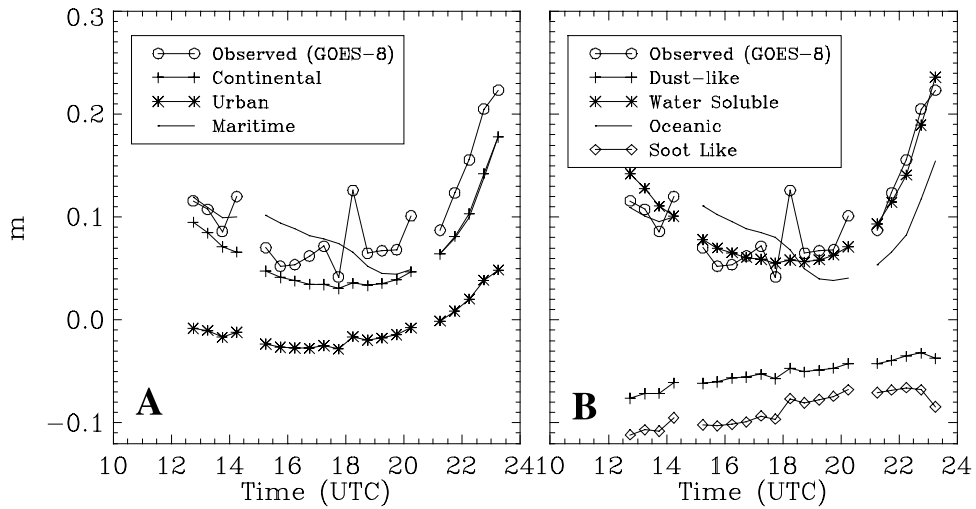 0.3
0.2
0.1
0.0
−0.1
m
Observed (GOES−8)
Continental
Urban
Maritime
A
10 12 14 16 18 20 22 24
Time (UTC)
Observed (GOES−8)
Dust−like
Water Soluble
Oceanic
Soot Like
B
10 12 14 16 18 20 22 24
Time (UTC)